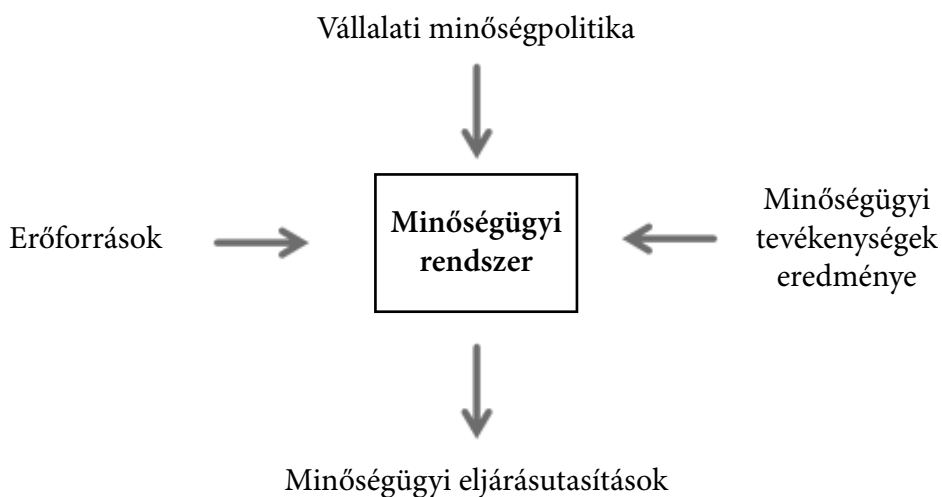 Vállalati minőségpolitika
Erőforrások
Minőségügyi
rendszer
Minőségügyi
tevékenységek
eredménye
Minőségügyi eljárásutasítások